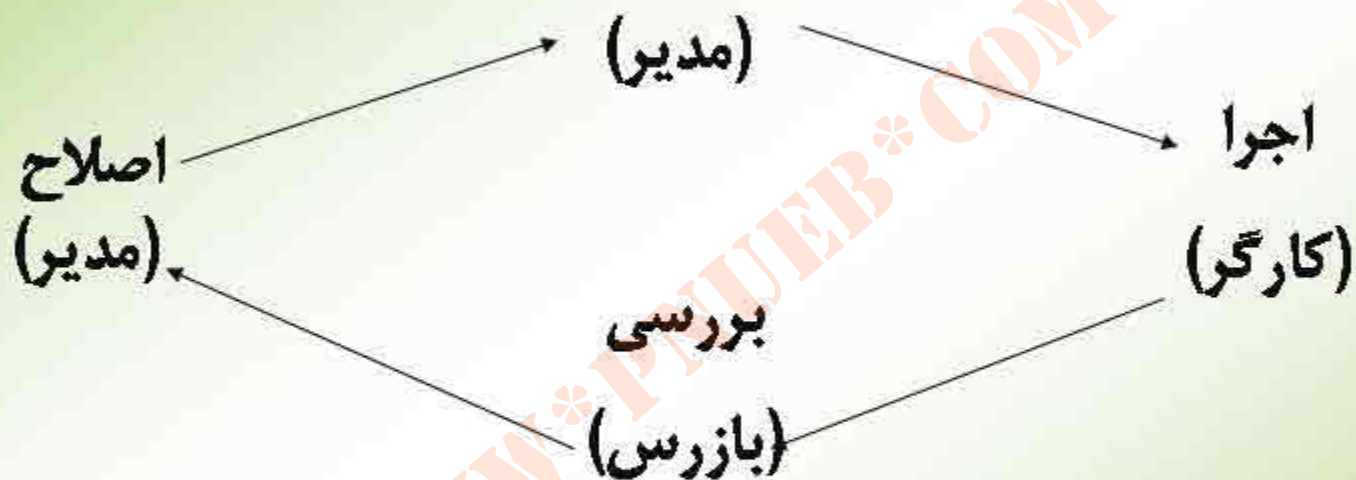 (مدیر)
اجرا
(کارگر)
بررسی
(بازرس)
اصلاح
(مدیر)
W*PNUEB*COM